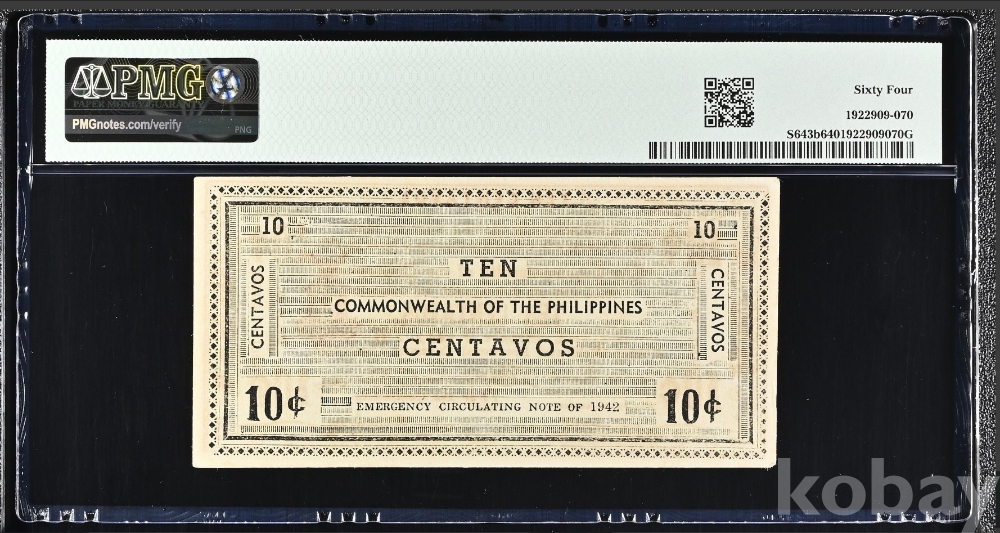 PMG
PAPER MONEY GUARANTY
PMGnotes.com/verify
PNG
Sixty Four
1922909-070
S643b6401922909070G
10
10
TEN
COMMONWEALTH OF THE PHILIPPINES
CENTAVOS
CENTAVOS
CENTAVOS
10¢
EMERGENCY CIRCULATING NOTE OF 1942
10¢
kobay